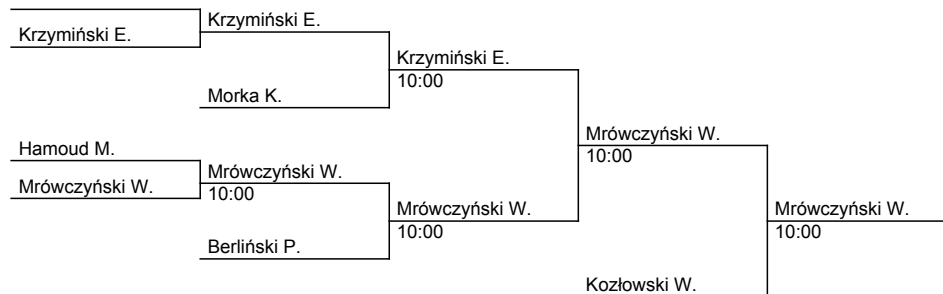 Krzymiński E.
Krzymiński E.
Krzymiński E.
10:00
Morka K.
Mrówczyński W.
10:00
Hamoud M.
Mrówczyński W.
Mrówczyński W.
10:00
Mrówczyński W.
10:00
Mrówczyński W.
10:00
Berliński P.
Kozłowski W.